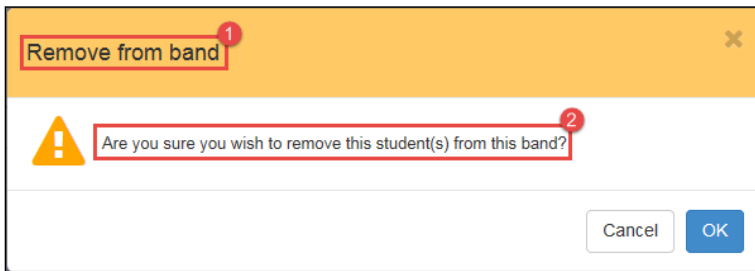 Remove from band
1
×
2
Are you sure you wish to remove this student(s) from this band?
Cancel OK